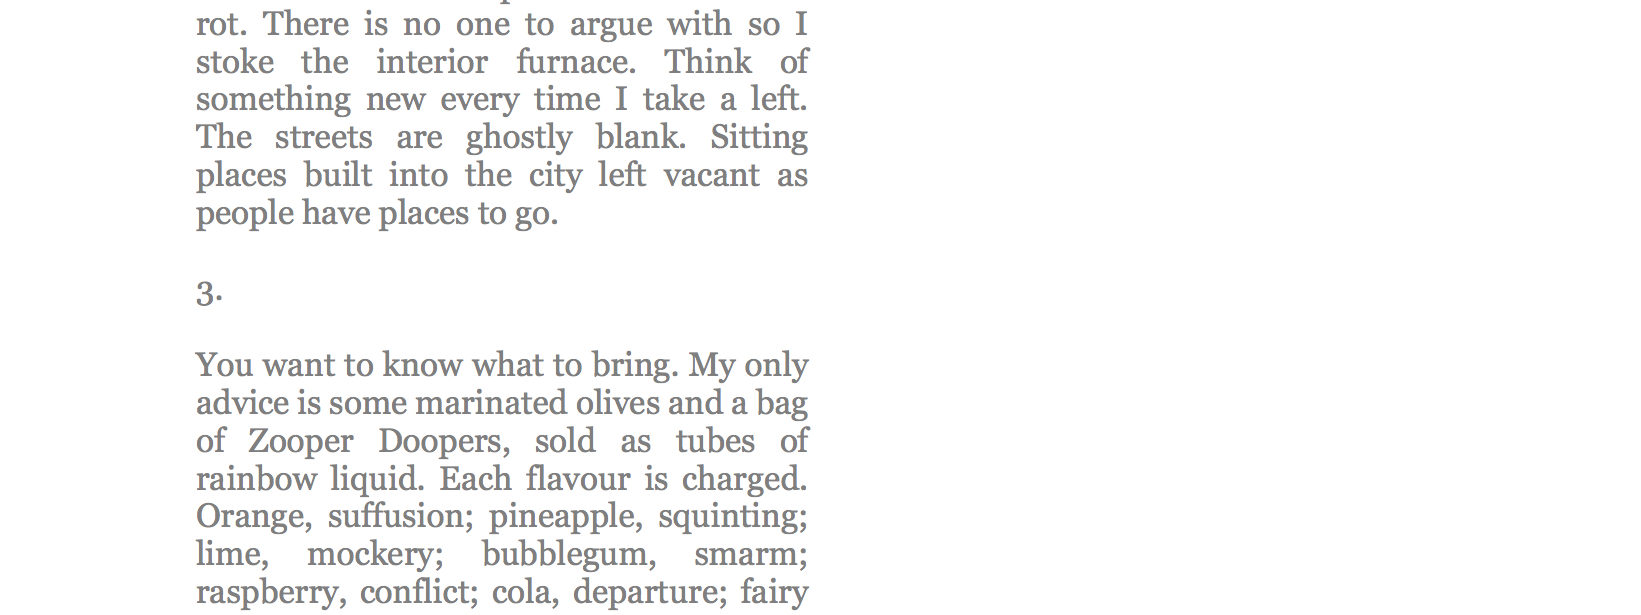 rot. There is no one to argue with so I
stoke the interior furnace. Think of
something new every time I take a left.
The streets are ghostly blank. Sitting
places built into the city left vacant as
people have places to go.
3.
You want to know what to bring. My only
advice is some marinated olives and a bag
of Zooper Doopers, sold as tubes of
rainbow liquid. Each flavour is charged.
Orange, suffusion; pineapple, squinting;
lime, mockery; bubblegum, smarm;
raspberry, conflict; cola, departure; fairy